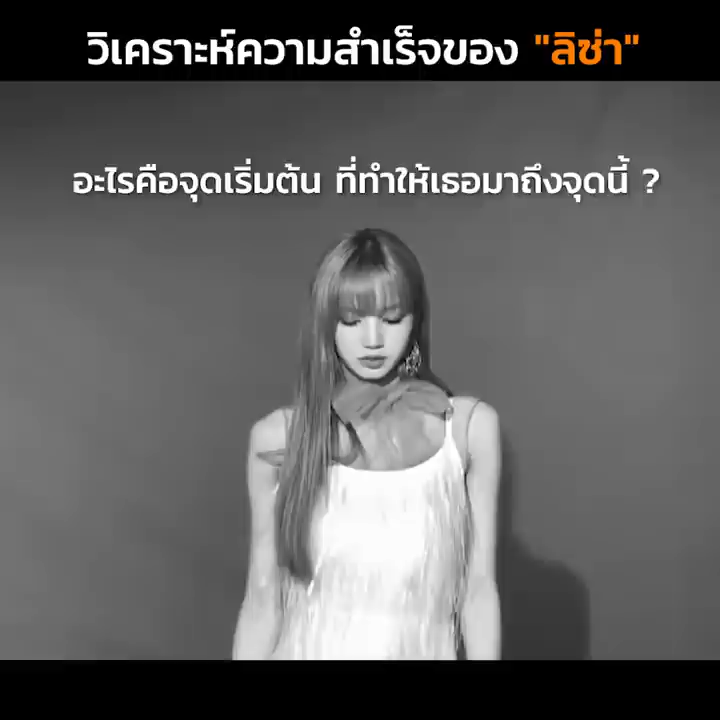 วิเคราะห์ความสำเร็จของ "ลิซ่า"
อะไรคือจุดเริ่มต้น ที่ทำให้เธอมาถึงจุดนี้ ?